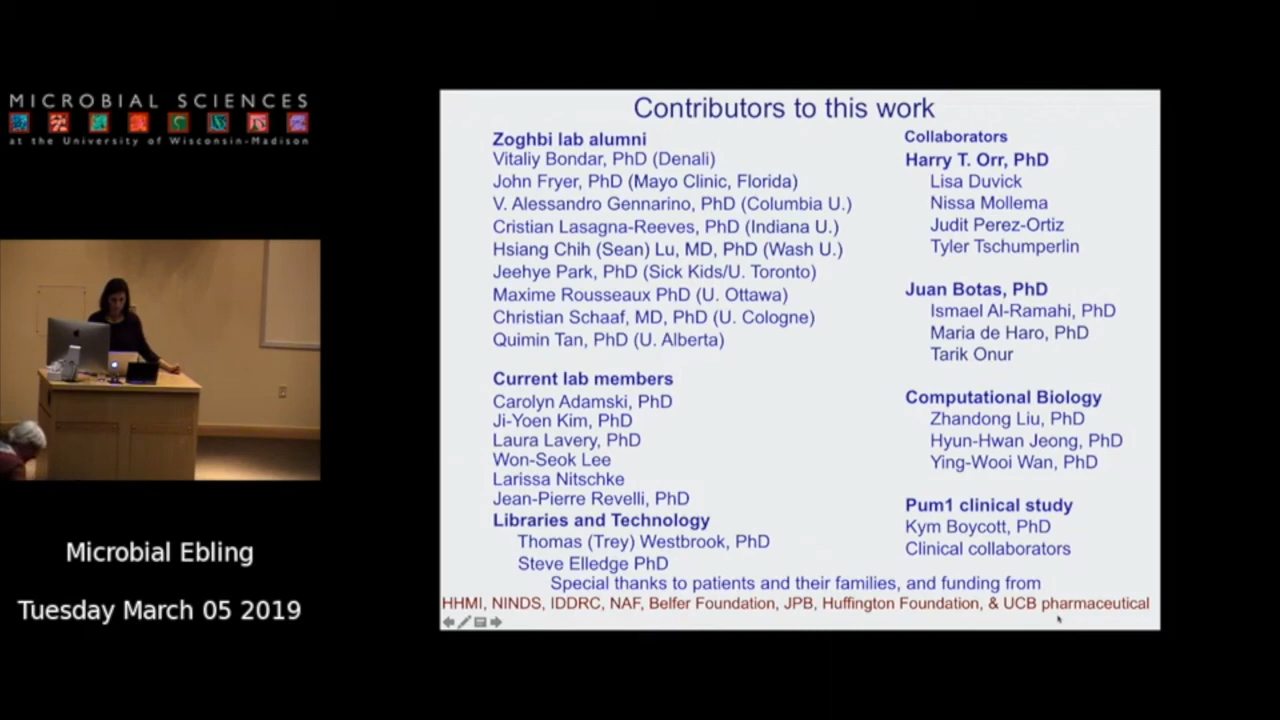 MICROBIAL SCIENCES
at the University of Wisconsin-Madison
Microbial Ebling
Tuesday March 05 2019
Contributors to this work
Zoghbi lab alumni
Vitaliy Bondar, PhD (Denali)
John Fryer, PhD (Mayo Clinic, Florida)
V. Alessandro Gennarino, PhD (Columbia U.)
Cristian Lasagna-Reeves, PhD (Indiana U.)
Hsiang Chih (Sean) Lu, MD, PhD (Wash U.)
Jeehye Park, PhD (Sick Kids/U. Toronto)
Maxime Rousseaux PhD (U. Ottawa)
Christian Schaaf, MD, PhD (U. Cologne)
Quimin Tan, PhD (U. Alberta)
Current lab members
Carolyn Adamski, PhD
Ji-Yoen Kim, PhD
Laura Lavery, PhD
Won-Seok Lee
Larissa Nitschke
Jean-Pierre Revelli, PhD
Libraries and Technology
Thomas (Trey) Westbrook, PhD
Steve Elledge PhD
Collaborators
Harry T. Orr, PhD
Lisa Duvick
Nissa Mollema
Judit Perez-Ortiz
Tyler Tschumperlin
Juan Botas, PhD
Ismael Al-Ramahi, PhD
Maria de Haro, PhD
Tarik Onur
Computational Biology
Zhandong Liu, PhD
Hyun-Hwan Jeong, PhD
Ying-Wooi Wan, PhD
Pum1 clinical study
Kym Boycott, PhD
Clinical collaborators
Special thanks to patients and their families, and funding from
HHMI, NINDS, IDDRC, NAF, Belfer Foundation, JPB, Huffington Foundation, & UCB pharmaceutical